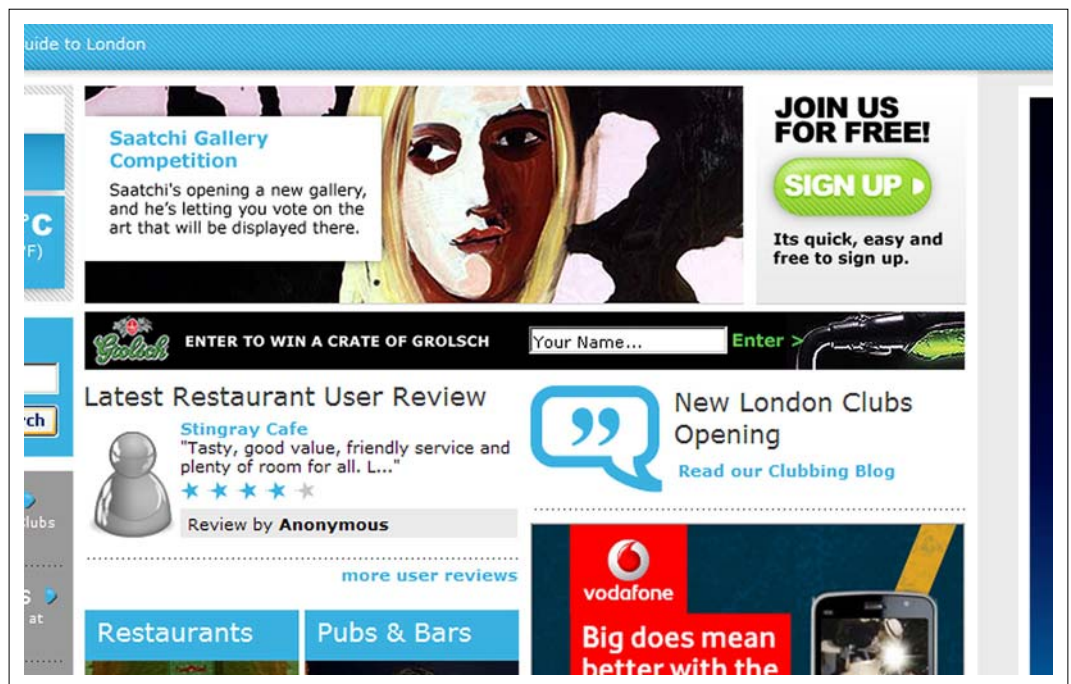 uide to London
Saatchi Gallery
Competition
Saatchi's opening a new gallery,
and he's letting you vote on the
art that will be displayed there.
JOIN US
FOR FREE!
SIGN UP
Its quick, easy and
free to sign up.
°C
°F)
Grolsch
ENTER TO WIN A CRATE OF GROLSCH
Your Name...
Enter >
rch
Latest Restaurant User Review
Stingray Cafe
"Tasty, good value, friendly service and
plenty of room for all. L..."
Review by Anonymous
more user reviews
New London Clubs
Opening
Read our Clubbing Blog
lubs
s
at
Restaurants
Pubs & Bars
vodafone
Big does mean
better with the